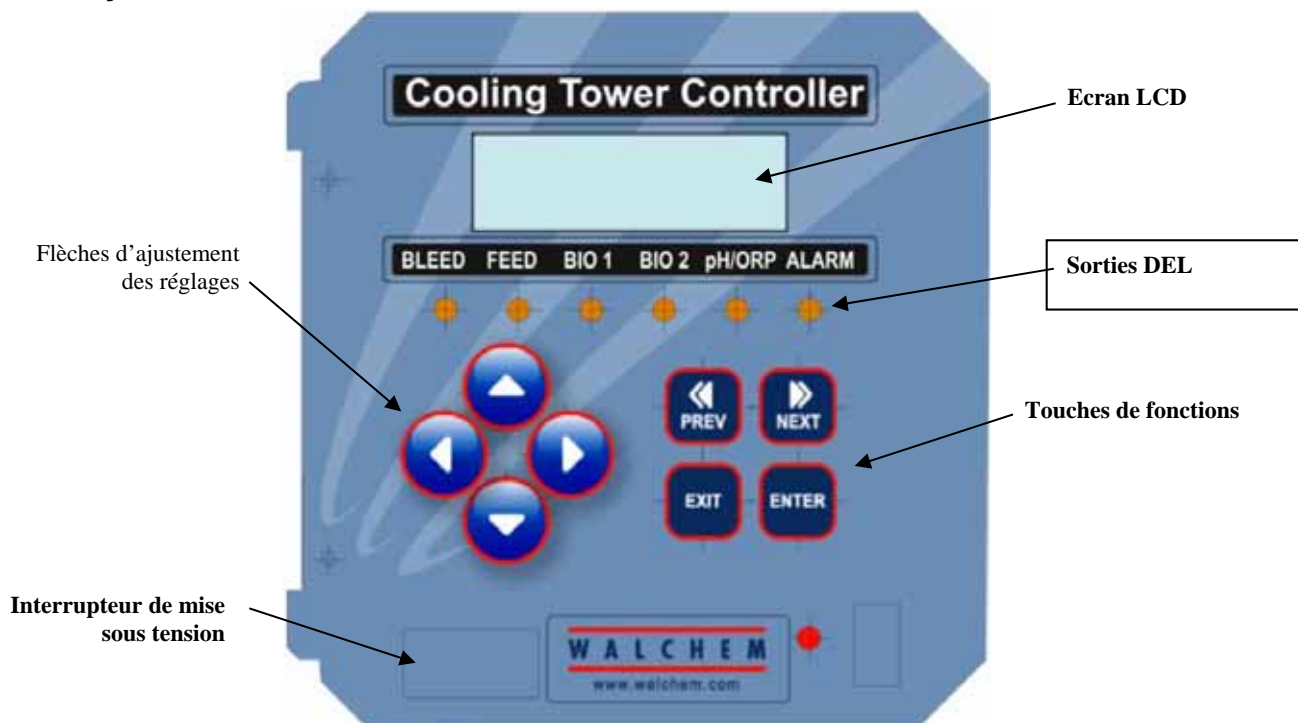 Cooling Tower Controller
Ecran LCD
Flèches d’ajustement
des réglages
BLEED FEED BIO 1 BIO 2 pH/ORP ALARM
Sorties DEL
PREV NEXT
Touches de fonctions
EXIT ENTER
Interrupteur de mise
sous tension
WALCHEM
www.walchem.com